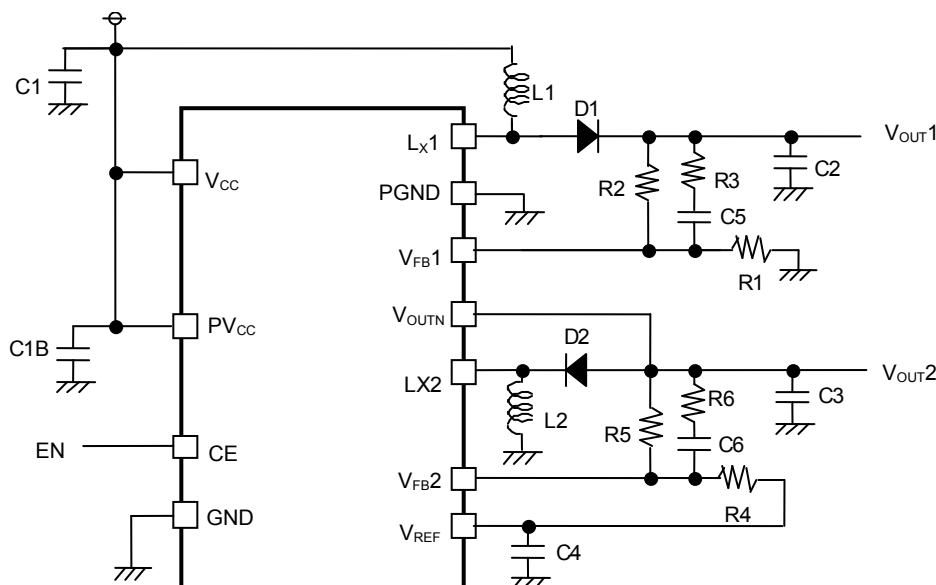 C1
L1
D1
LX1
VOUT1
VCC
R2
R3
C2
PGND
C5
VFB1
R1
VOUTN
PVCC
D2
C1B
LX2
VOUT2
R6
C3
L2
R5
C6
EN
CE
VFB2
R4
GND
VREF
C4